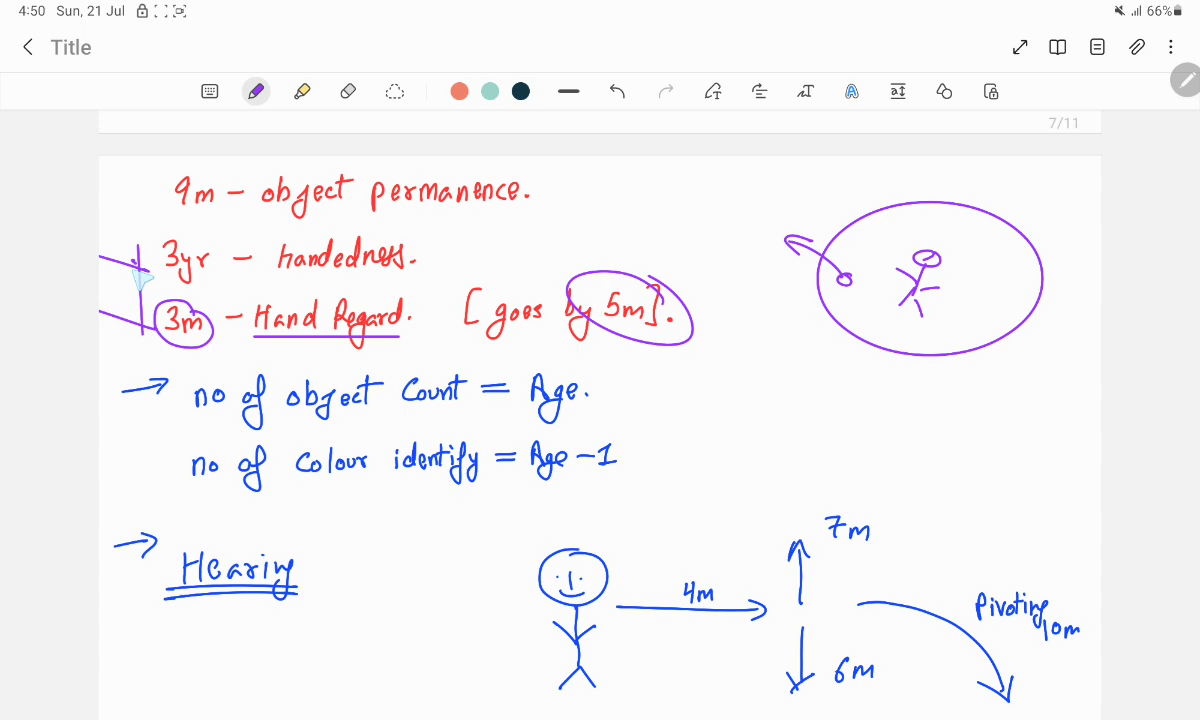 4:50 Sun, 21 Jul 66%
Title
7/11
9m - object permanence.
3yr - handedness.
3m - Hand Regard. [goes by 5m].
→ no of object Count = Age.
no of Colour identify = Age -1
→ Hearing
4m
7m
6m
Pivoting
10m